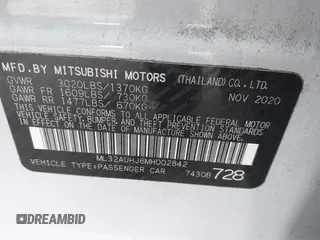 MFD.BY MITSUBISHI MOTORS (THAILAND) CO.,LTD.
GVWR 3020LBS/1370KG
GAWR FR 1609LBS/ 730KG NOV 2020
GAWR RR 1477LBS/ 670KG
THIS VEHICLE CONFORMS TO ALL APPLICABLE
FEDERAL MOTOR VEHICLE SAFETY, BUMPER,
AND THEFT PREVENTION STANDARDS IN EFFECT
ON THE DATE OF MANUFACTURE SHOWN ABOVE.
ML32AUHJ6MH002842
VEHICLE TYPE:PASSENGER CAR 7430B 728
AUTOBIDMASTER